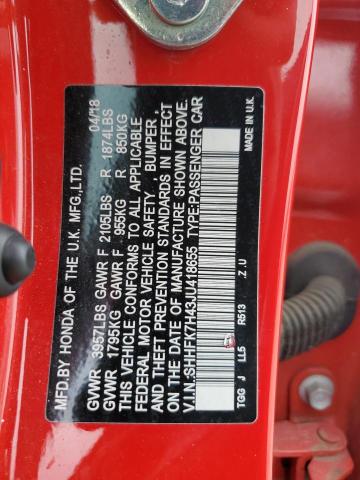 MFD.BY HONDA OF THE U.K. MFG.,LTD. 04/18
GVWR 3957LBS GAWR F 2105LBS R 1874LBS
GVWR 1795KG GAWR F 955KG R 850KG
THIS VEHICLE CONFORMS TO ALL APPLICABLE
FEDERAL MOTOR VEHICLE SAFETY, BUMPER,
AND THEFT PREVENTION STANDARDS IN EFFECT
ON THE DATE OF MANUFACTURE SHOWN ABOVE.
V.I.N.:SHHFK7H43JU418655 TYPE:PASSENGER CAR
MADE IN U.K.
TGG J LL5 R513 .Z.U